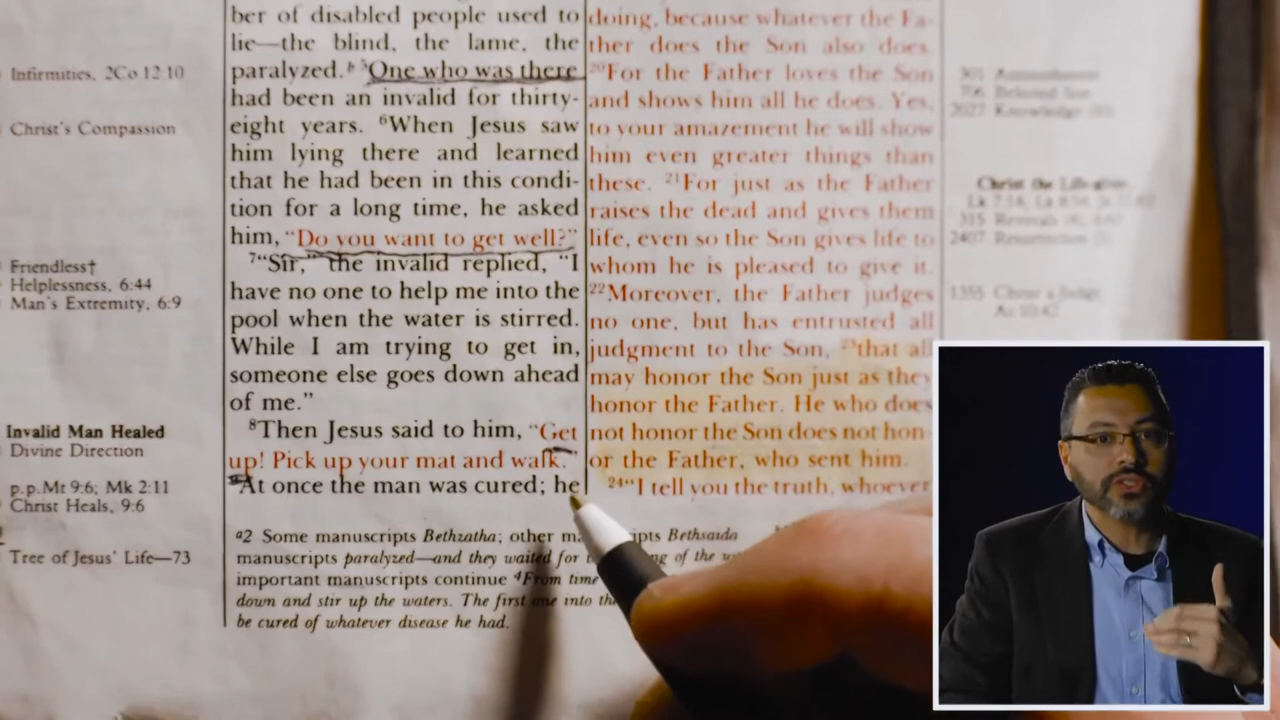 Infirmities, 2Co 12:10
Christ's Compassion
Friendless†
Helplessness, 6:44
Man's Extremity, 6:9
Invalid Man Healed
Divine Direction
p.p.Mt 9:6; Mk 2:11
Christ Heals, 9:6
Tree of Jesus' Life—73
ber of disabled people used to
lie—the blind, the lame, the
paralyzed.b 5One who was there
had been an invalid for thirty-
eight years. 6When Jesus saw
him lying there and learned
that he had been in this condi-
tion for a long time, he asked
him, “Do you want to get well?”
7“Sir,” the invalid replied, “I
have no one to help me into the
pool when the water is stirred.
While I am trying to get in,
someone else goes down ahead
of me.”
8Then Jesus said to him, “Get
up! Pick up your mat and walk.”
At once the man was cured; he
doing, because whatever the Fa-
ther does the Son also does.
20For the Father loves the Son
and shows him all he does. Yes,
to your amazement he will show
him even greater things than
these. 21For just as the Father
raises the dead and gives them
life, even so the Son gives life to
whom he is pleased to give it.
22Moreover, the Father judges
no one, but has entrusted all
judgment to the Son, 23that all
may honor the Son just as they
honor the Father. He who does
not honor the Son does not hon-
or the Father, who sent him.
24“I tell you the truth, whoever
a2 Some manuscripts Bethzatha; other Bethsaida
manuscripts paralyzed—and they waited for of the
important manuscripts continue 4From time
down and stir up the waters. The first one into
be cured of whatever disease he had.
Beloved Son
2027 Knowledge
315
2407 Resurrection
1355 Christ a Judge